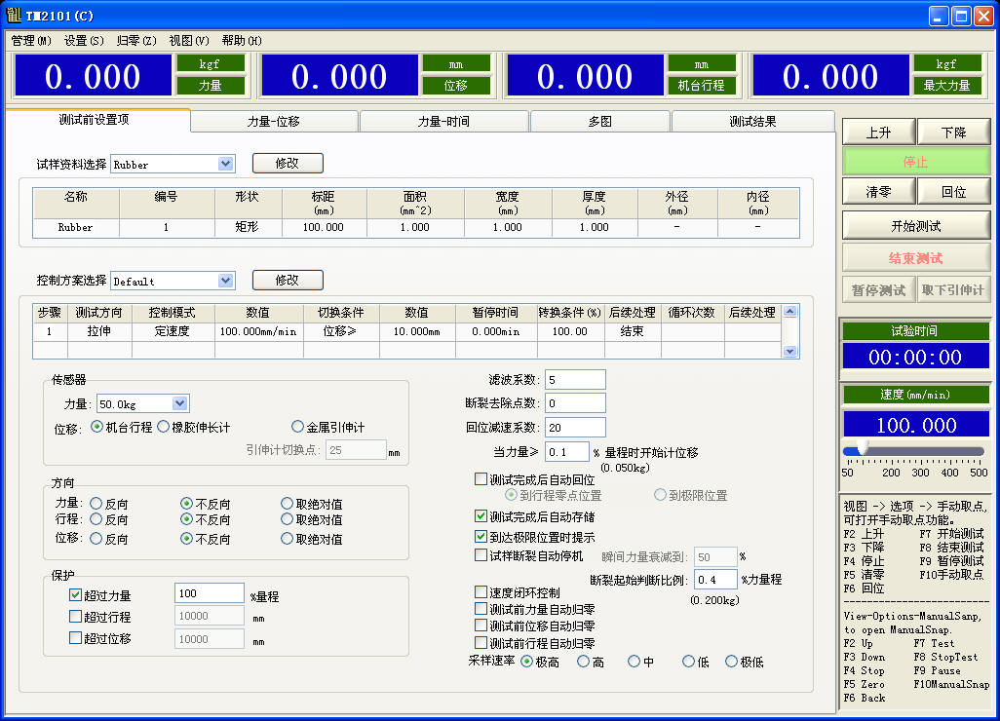 TM2101(C)
管理(M) 设置(S) 归零(Z) 视图(V) 帮助(H)
0.000 kgf 力量 0.000 mm 位移 0.000 mm 机台行程 0.000 kgf 最大力量
测试前设置项 力量-位移 力量-时间 多图 测试结果
试样资料选择 Rubber 修改
名称 编号 形状 标距(mm) 面积(mm^2) 宽度(mm) 厚度(mm) 外径(mm) 内径(mm)
Rubber 1 矩形 100.000 1.000 1.000 1.000 - -
控制方案选择 Default 修改
步骤 测试方向 控制模式 数值 切换条件 数值 暂停时间 转换条件(%) 后续处理 循环次数 后续处理
1 拉伸 定速度 100.000mm/min 位移≥ 10.000mm 0.000min 100.00 结束
传感器
力量: 50.0kg
位移: 机台行程 橡胶伸长计 金属引伸计
引伸计切换点: 25 mm
方向
力量: 反向 不反向 取绝对值
行程: 反向 不反向 取绝对值
位移: 反向 不反向 取绝对值
保护
超过力量 100 %量程
超过行程 10000 mm
超过位移 10000 mm
滤波系数: 5
断裂去除点数: 0
回位减速系数: 20
当力量≥ 0.1 % 量程时开始计位移
(0.050kg)
测试完成后自动回位
到行程零点位置 到极限位置
测试完成后自动存储
到达极限位置时提示
试样断裂自动停机 瞬间力量衰减到: 50 %
断裂起始判断比例: 0.4 %力量程
(0.200kg)
速度闭环控制
测试前力量自动归零
测试前位移自动归零
测试前行程自动归零
采样速率 极高 高 中 低 极低
上升 下降
停止
清零 回位
开始测试
结束测试
暂停测试 取下引伸计
试验时间
00:00:00
速度(mm/min)
100.000
50 200 300 400 500
视图 -> 选项 -> 手动取点,
可打开手动取点功能。
F2 上升 F7 开始测试
F3 下降 F8 结束测试
F4 停止 F9 暂停测试
F5 清零 F10手动取点
F6 回位
--------------------
View-Options-ManualSanp,
to open ManualSnap.
F2 Up F7 Test
F3 Down F8 StopTest
F4 Stop F9 Pause
F5 Zero F10ManualSnap
F6 Back